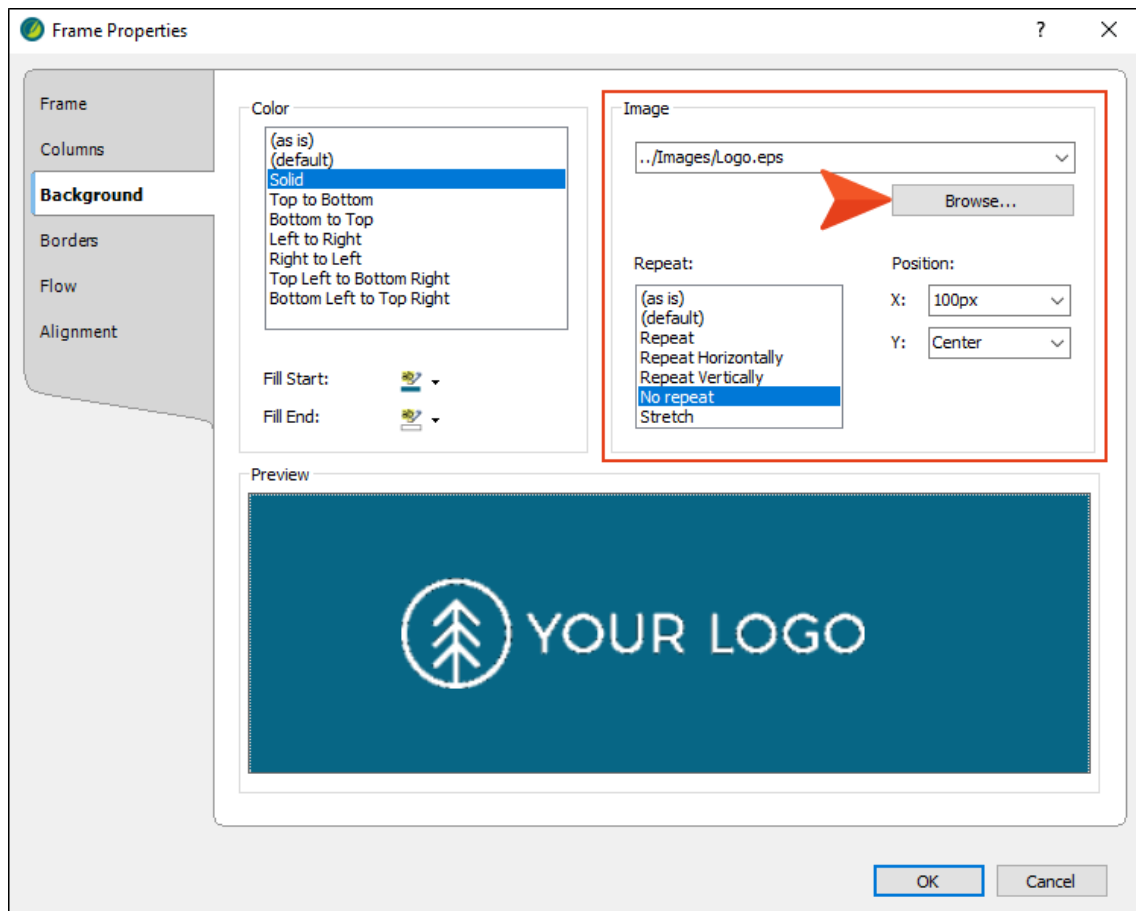 Frame Properties
?
Frame
Columns
Background
Borders
Flow
Alignment
Color
(as is)
(default)
Solid
Top to Bottom
Bottom to Top
Left to Right
Right to Left
Top Left to Bottom Right
Bottom Left to Top Right
Fill Start:
Fill End:
Image
../Images/Logo.eps
Browse...
Repeat:
(as is)
(default)
Repeat
Repeat Horizontally
Repeat Vertically
No repeat
Stretch
Position:
X: 100px
Y: Center
Preview
YOUR LOGO
OK
Cancel